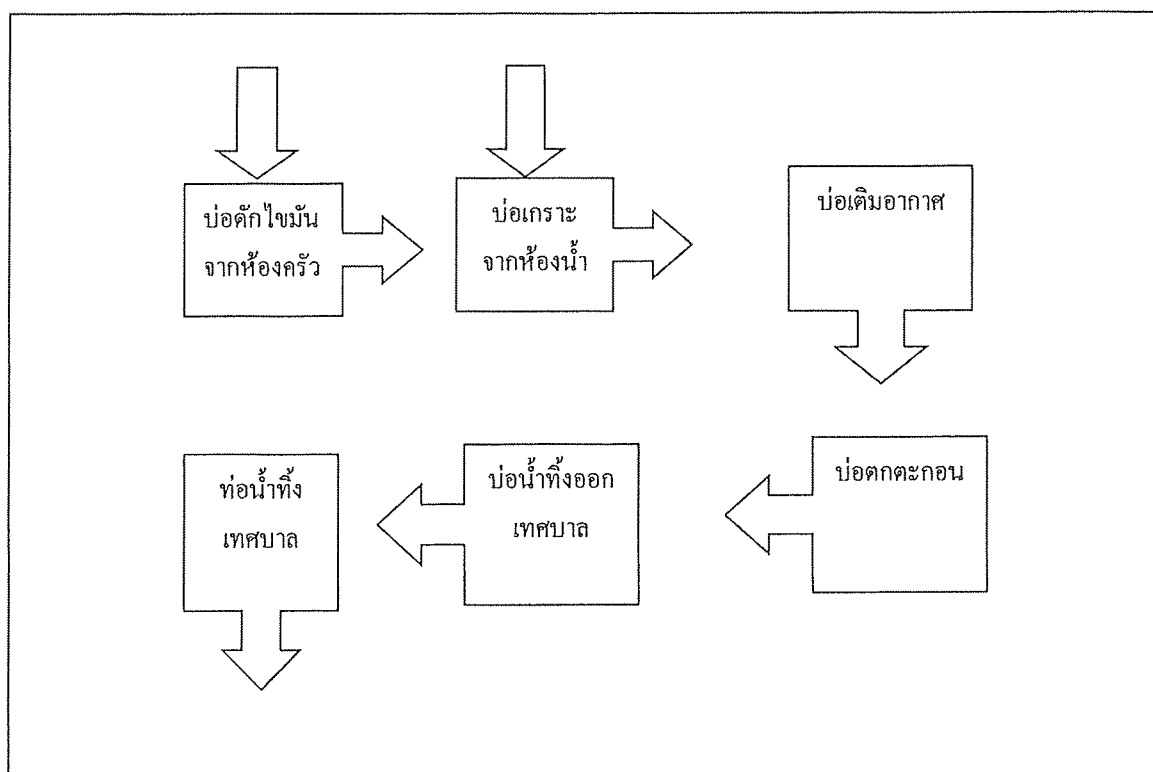 บ่อดักไขมัน
จากห้องครัว
บ่อเกราะ
จากห้องน้ำ
บ่อเติมอากาศ
ท่อน้ำทิ้ง
เทศบาล
บ่อน้ำทิ้งออก
เทศบาล
บ่อตกตะกอน